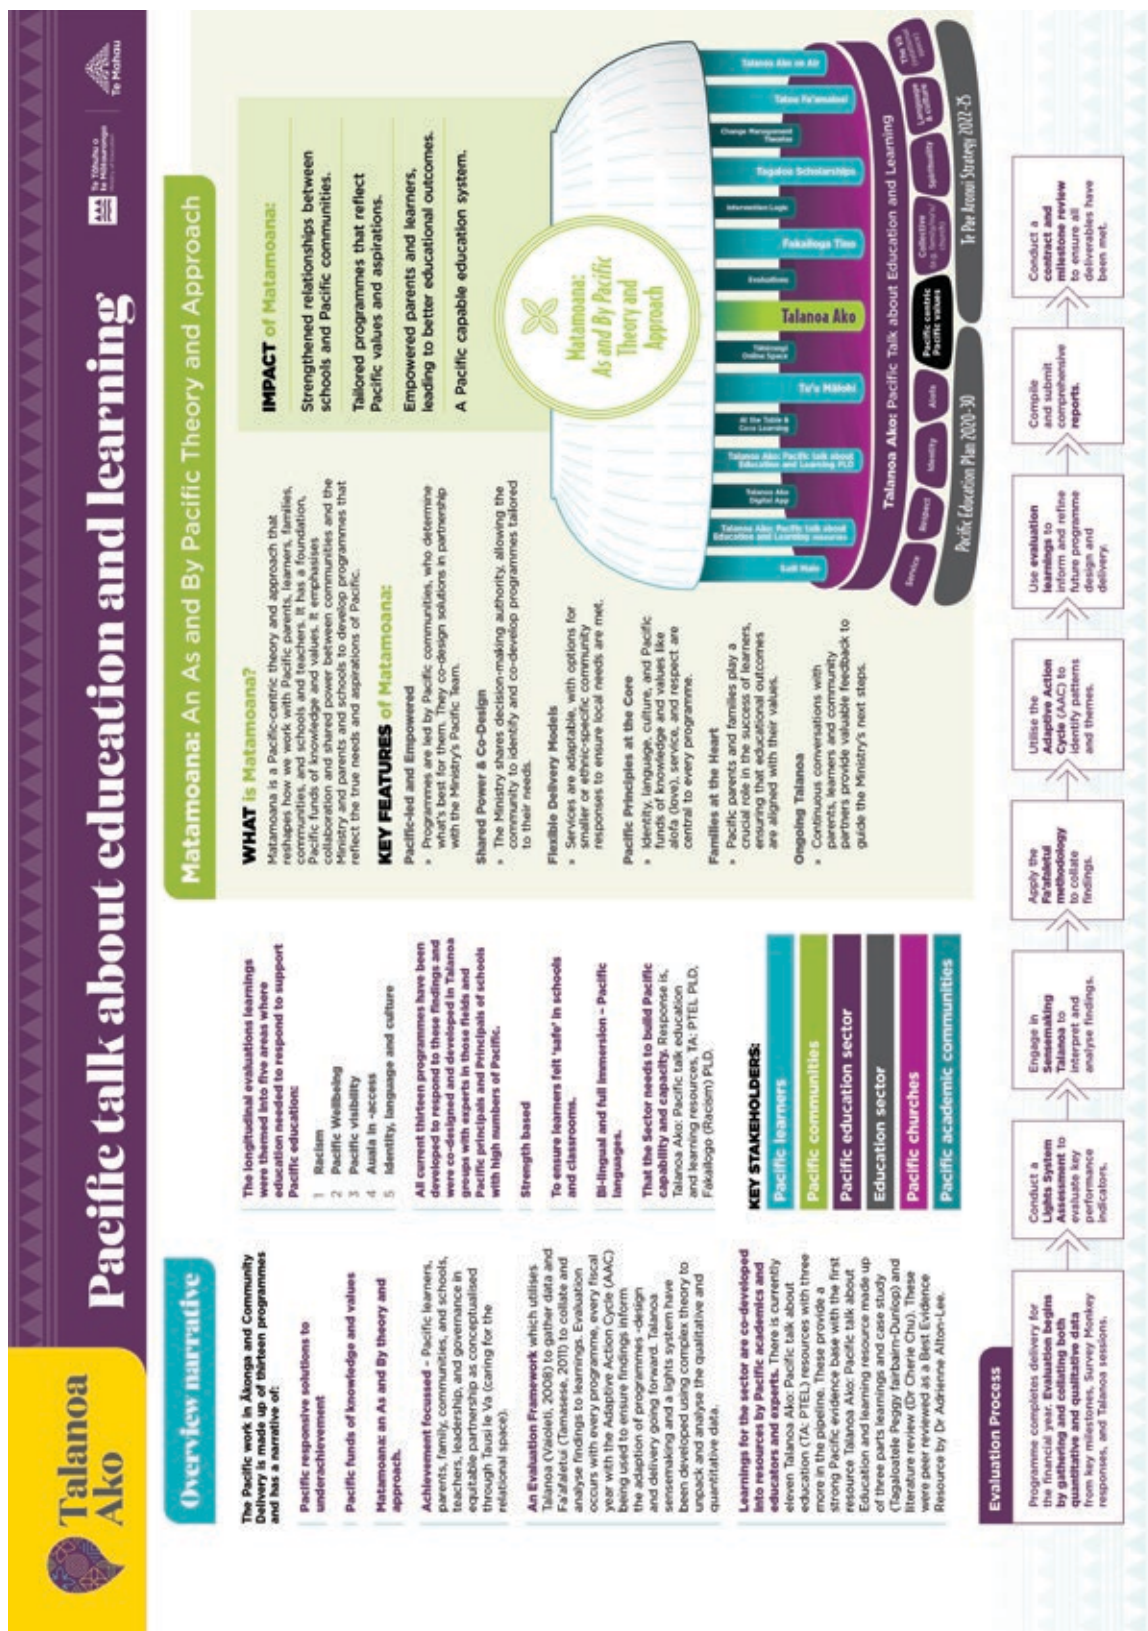 Talanoa
Ako
Pacific talk about education and learning
Te Tāhuhu o
te Mātauranga
Te Mahau
Overview narrative
The Pacific work in Ākonga and Community
Delivery is made up of thirteen programmes
and has a narrative of:
Pacific responsive solutions to
underachievement
Pacific funds of knowledge and values
Matamoana: an As and By theory and
approach.
Achievement focussed – Pacific learners,
parents, family, communities, and schools,
teachers, leadership, and governance in
equitable partnership as conceptualised
through Tausi le Va (caring for the
relational space).
An Evaluation Framework which utilises
Talanoa (Vaioleti, 2008) to gather data and
Fa'afaletui (Tamasese, 2011) to collate and
analyse findings to learnings. Evaluation
occurs with every programme, every fiscal
year with the Adaptive Action Cycle (AAC)
being used to ensure findings inform
the adaption of programmes -design
and delivery going forward. Talanoa
sensemaking and a lights system have
been developed using complex theory to
unpack and analyse the qualitative and
quantitative data.
Learnings for the sector are co-developed
into resources by Pacific academics and
educators and experts. There is currently
eleven Talanoa Ako: Pacific talk about
education (TA: PTEL) resources with three
more in the pipeline. These provide a
strong Pacific evidence base with the first
resource Talanoa Ako: Pacific talk about
Education and Learning resource made up
of three parts learnings and case study
(Tagaloatele Peggy fairbairn-Dunlop) and
literature review (Dr Cherie Chu). These
were peer reviewed as a Best Evidence
Resource by Dr Adrienne Alton-Lee.
The longitudinal evaluations learnings
were themed into five areas where
education needed to respond to support
Pacific education:
1 Racism
2 Pacific Wellbeing
3 Pacific visibility
4 Auala in -access
5 Identity, language and culture
All current thirteen programmes have been
developed to respond to these findings and
were co-designed and developed in Talanoa
groups with experts in those fields and
Pacific principals and Principals of schools
with high numbers of Pacific.
Strength based
To ensure learners felt 'safe' in schools
and classrooms.
Bi-lingual and full immersion – Pacific
languages.
That the Sector needs to build Pacific
capability and capacity. Response is,
Talanoa Ako: Pacific talk education
and learning resources, TA: PTEL PLD,
Fakailogo (Racism) PLD.
KEY STAKEHOLDERS:
Pacific learners
Pacific communities
Pacific education sector
Education sector
Pacific churches
Pacific academic communities
Matamoana: An As and By Pacific Theory and Approach
WHAT is Matamoana?
Matamoana is a Pacific-centric theory and approach that
reshapes how we work with Pacific parents, learners, families,
communities, and schools and teachers. It has a foundation,
Pacific funds of knowledge and values. It emphasises
collaboration and shared power between communities and the
Ministry and parents and schools to develop programmes that
reflect the true needs and aspirations of Pacific.
KEY FEATURES of Matamoana:
Pacific-led and Empowered
» Programmes are led by Pacific communities, who determine
what's best for them. They co-design solutions in partnership
with the Ministry's Pacific Team.
Shared Power & Co-Design
» The Ministry shares decision-making authority, allowing the
community to identify and co-develop programmes tailored
to their needs.
Flexible Delivery Models
» Services are adaptable, with options for
smaller or ethnic-specific community
responses to ensure local needs are met.
Pacific Principles at the Core
» Identity, language, culture, and Pacific
funds of knowledge and values like
alofa (love), service, and respect are
central to every programme.
Families at the Heart
» Pacific parents and families play a
crucial role in the success of learners,
ensuring that educational outcomes
are aligned with their values.
Ongoing Talanoa
» Continuous conversations with
parents, learners and community
partners provide valuable feedback to
guide the Ministry's next steps.
IMPACT of Matamoana:
Strengthened relationships between
schools and Pacific communities.
Tailored programmes that reflect
Pacific values and aspirations.
Empowered parents and learners,
leading to better educational outcomes.
A Pacific capable education system.
Matamoana:
As and By Pacific
Theory and
Approach
Talanoa Ako: Pacific talk about
Education and Learning resources
Talanoa Ako
Digital App
Talanoa Ako: Pacific talk about
Education and Learning PLD
At the Table &
Coco Learning
Te'u Mālohi
Online Space
Talanoa Ako
Evaluations
Fakailoga Tino
Intervention Logic
Tagaloa Scholarships
Change Management
Theories
Tatou Fa'amatou!
Talanoa Ako on Air
Talanoa Ako: Pacific Talk about Education and Learning
Service
Respect
Identity
Alofa
Pacific centric
Pacific values
Collective
Spirituality
Language
& culture
The Vā
Pacific Education Plan 2020-30
Te Pae Aronui Strategy 2022-25
Evaluation Process
Programme completes delivery for
the financial year. Evaluation begins
by gathering and collating both
quantitative and qualitative data
from key milestones, Survey Monkey
responses, and Talanoa sessions.
Conduct a
Lights System
Assessment to
evaluate key
performance
indicators.
Engage in
Sensemaking
Talanoa to
interpret and
analyse findings.
Apply the
Fa'afaletui
methodology
to collate
findings.
Utilise the
Adaptive Action
Cycle (AAC) to
identify patterns
and themes.
Use evaluation
learnings to
inform and refine
future programme
design and
delivery.
Compile
and submit
comprehensive
reports.
Conduct a
contract and
milestone review
to ensure all
deliverables have
been met.